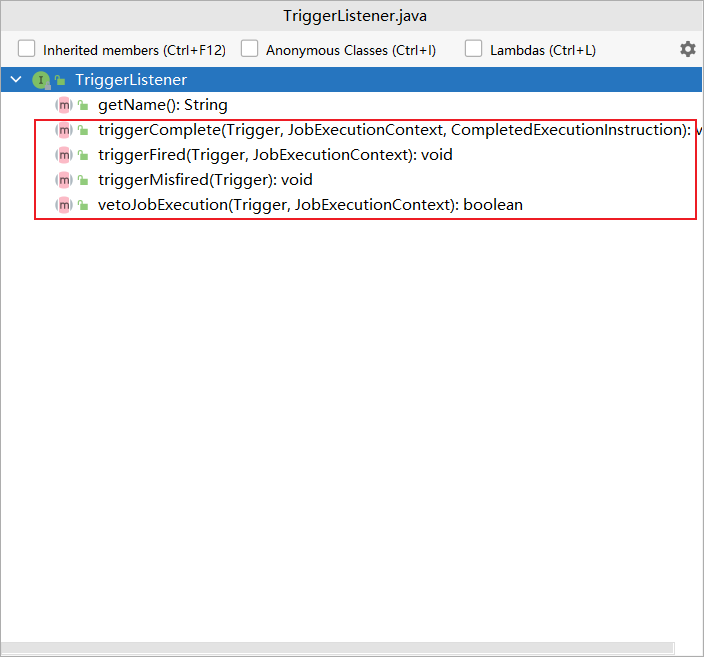 TriggerListener.java
Inherited members (Ctrl+F12) Anonymous Classes (Ctrl+I) Lambdas (Ctrl+L)
I TriggerListener
m getName(): String
m triggerComplete(Trigger, JobExecutionContext, CompletedExecutionInstruction): v
m triggerFired(Trigger, JobExecutionContext): void
m triggerMisfired(Trigger): void
m vetoJobExecution(Trigger, JobExecutionContext): boolean